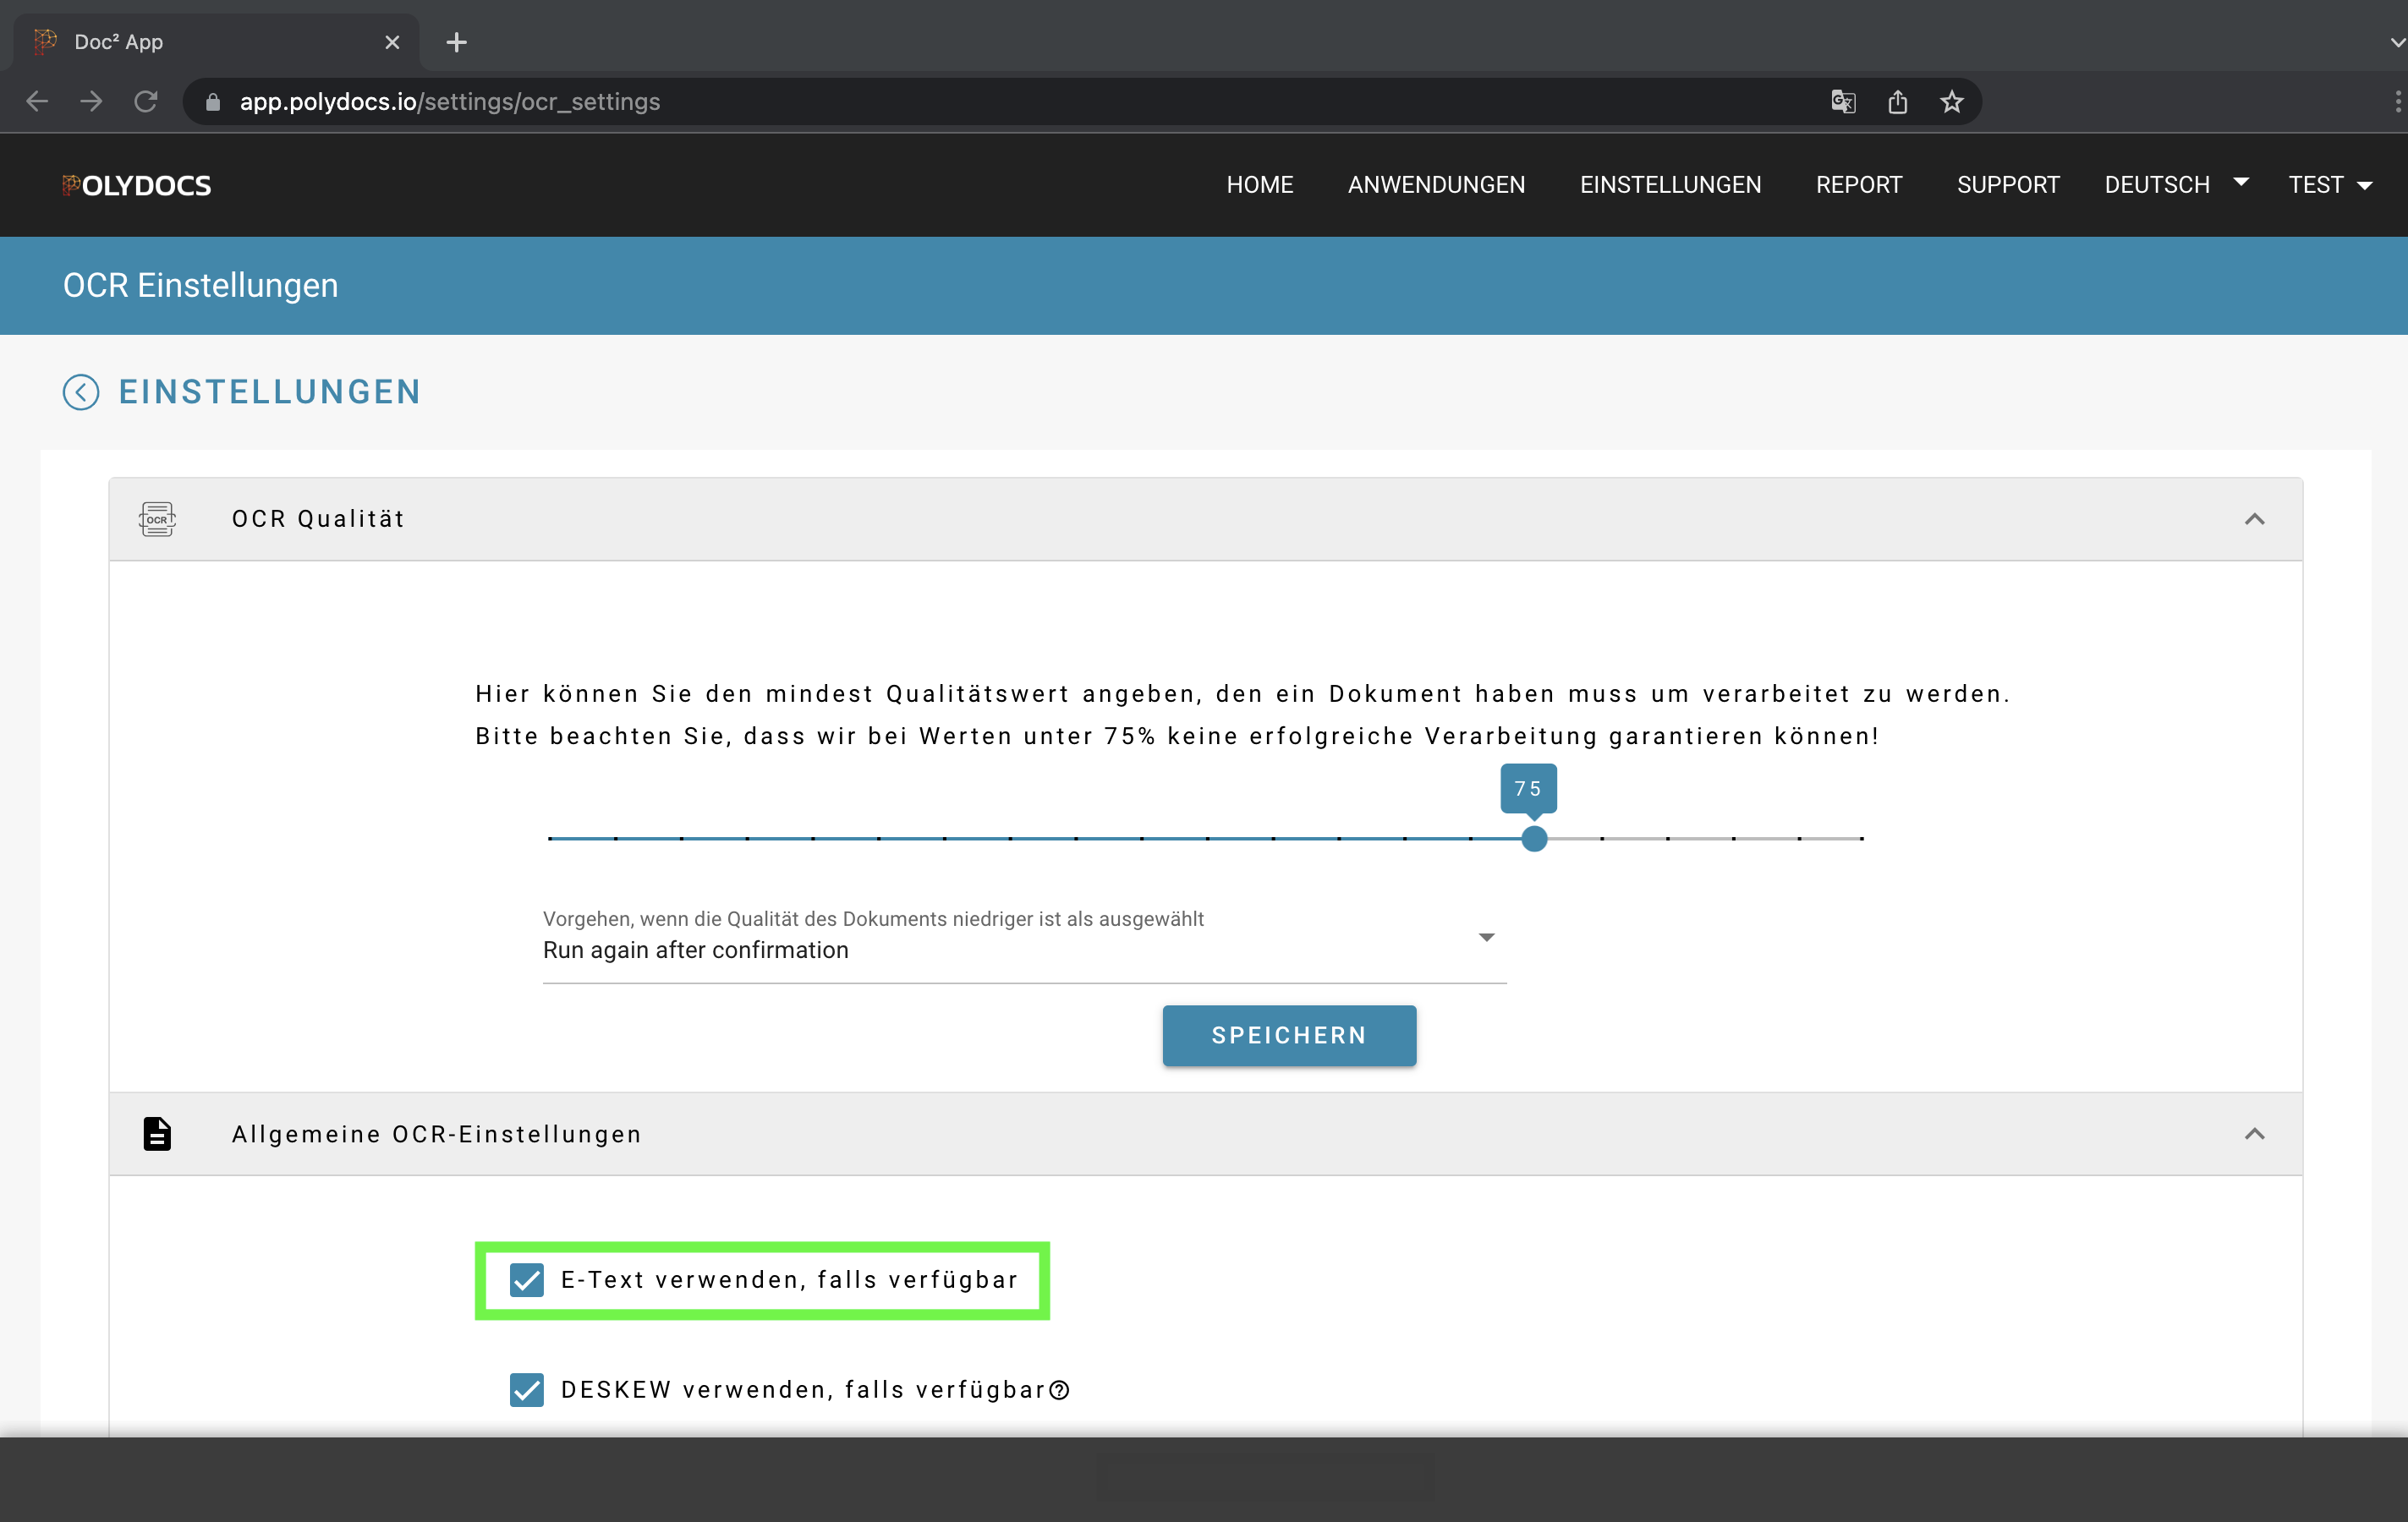 Doc² App
app.polydocs.io/settings/ocr_settings
POLYDOCS
HOME ANWENDUNGEN EINSTELLUNGEN REPORT SUPPORT DEUTSCH TEST
OCR Einstellungen
EINSTELLUNGEN
OCR
OCR Qualität
Hier können Sie den mindest Qualitätswert angeben, den ein Dokument haben muss um verarbeitet zu werden.
Bitte beachten Sie, dass wir bei Werten unter 75% keine erfolgreiche Verarbeitung garantieren können!
75
Vorgehen, wenn die Qualität des Dokuments niedriger ist als ausgewählt
Run again after confirmation
SPEICHERN
Allgemeine OCR-Einstellungen
E-Text verwenden, falls verfügbar
DESKEW verwenden, falls verfügbar